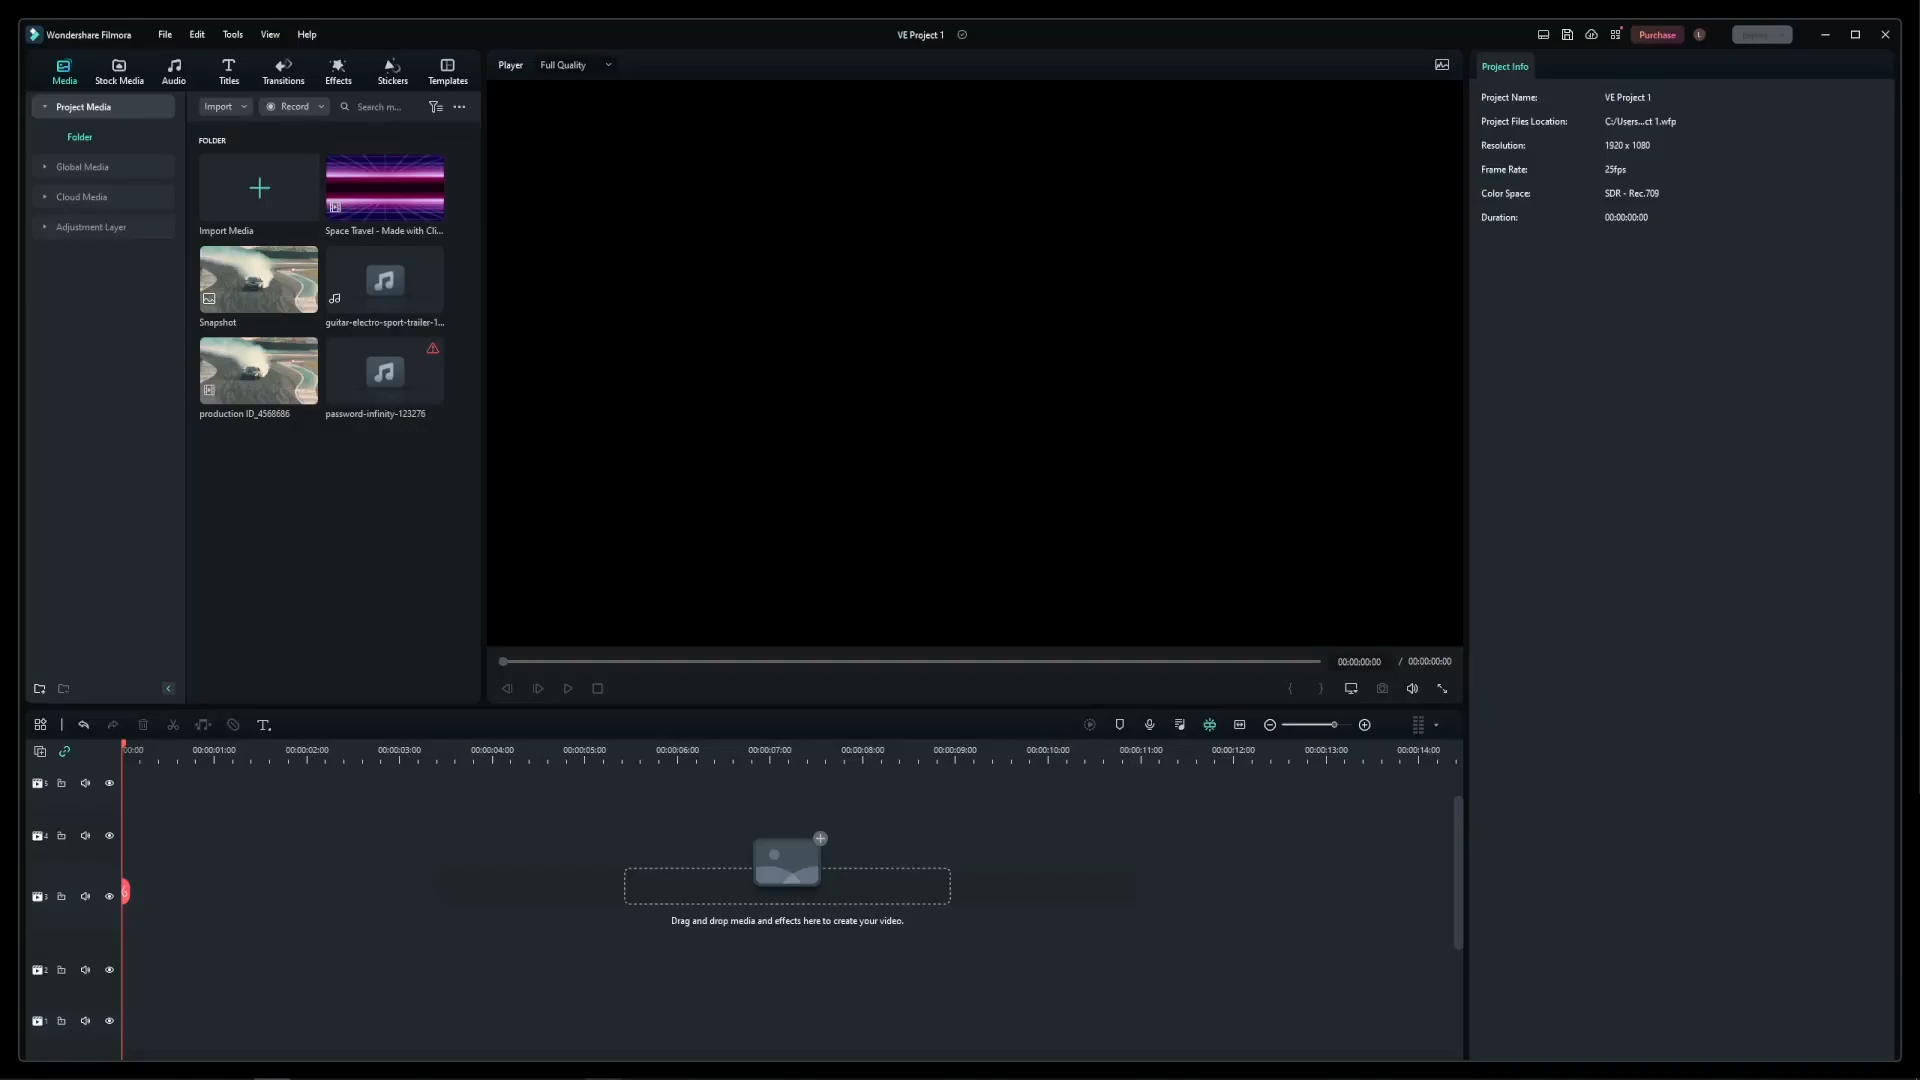 Wondershare Filmora File Edit Tools View Help VE Project 1 Purchase L
Media Stock Media Audio Titles Transitions Effects Stickers Templates
Player Full Quality
Project Info
Project Media
Import Record Search m...
Folder
Global Media
Cloud Media
Adjustment Layer
FOLDER
Import Media
Space Travel - Made with Cli...
Snapshot
guitar-electro-sport-trailer-1...
production ID_4568686
password-infinity-123276
Project Name: VE Project 1
Project Files Location: C:/Users...ct 1.wfp
Resolution: 1920 x 1080
Frame Rate: 25fps
Color Space: SDR - Rec.709
Duration: 00:00:00:00
00:00:00:00 / 00:00:00:00
00:00 00:00:01:00 00:00:02:00 00:00:03:00 00:00:04:00 00:00:05:00 00:00:06:00 00:00:07:00 00:00:08:00 00:00:09:00 00:00:10:00 00:00:11:00 00:00:12:00 00:00:13:00 00:00:14:00
5
4
3
Drag and drop media and effects here to create your video.
2
1